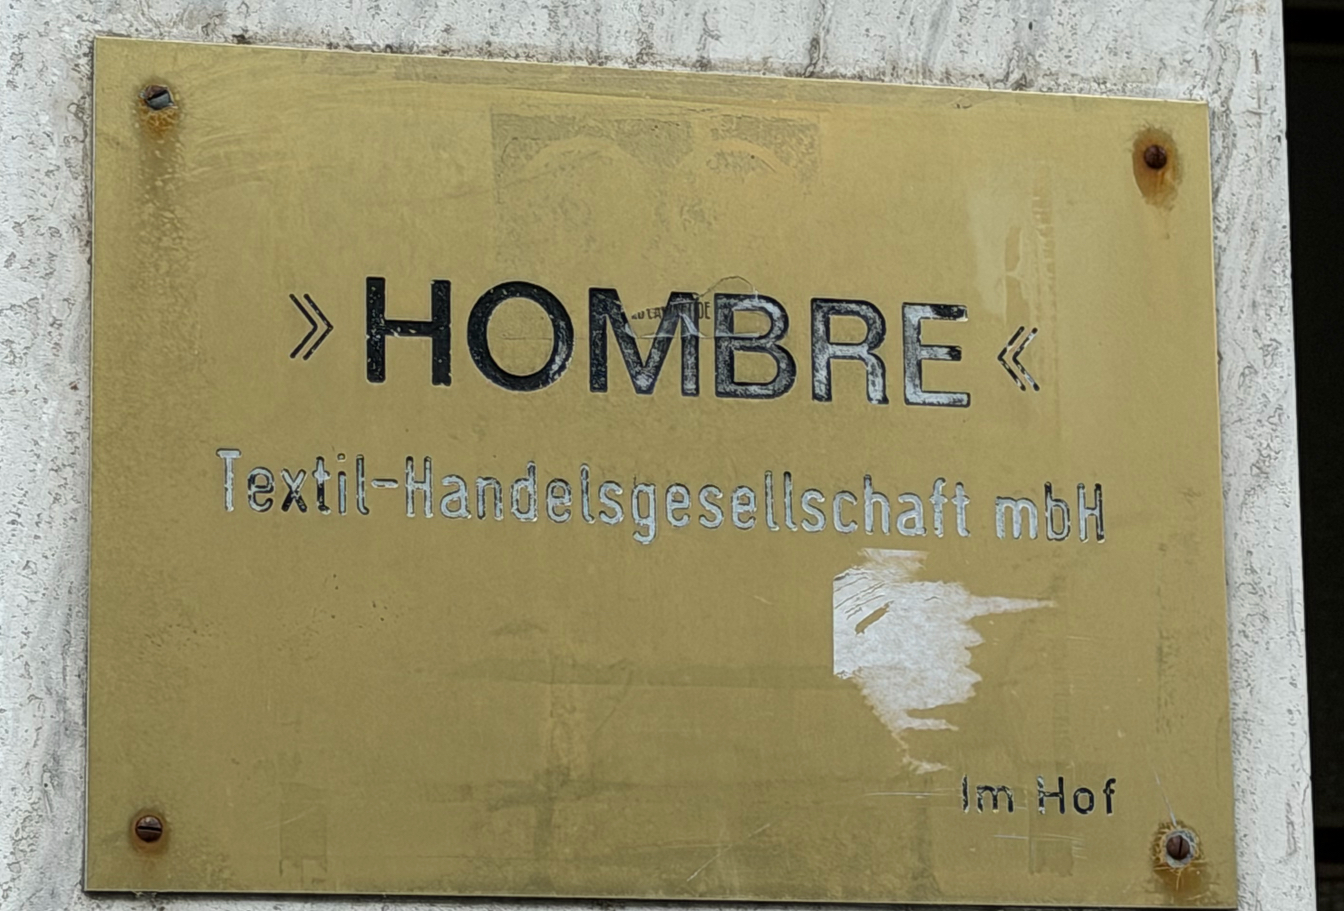 »HOMBRE«
Textil-Handelsgesellschaft mbH
Im Hof